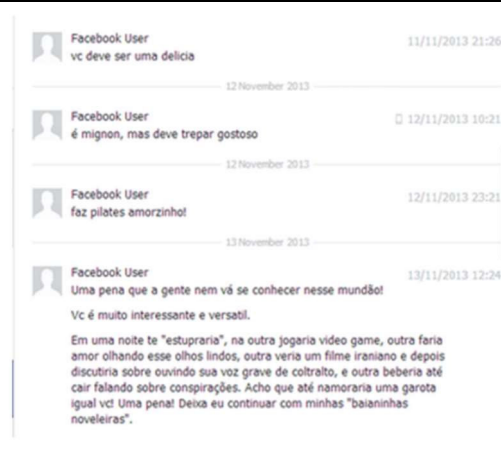 Facebook User 11/11/2013 21:26
vc deve ser uma delicia
12 November 2013
Facebook User 12/11/2013 10:21
é mignon, mas deve trepar gostoso
12 November 2013
Facebook User 12/11/2013 23:21
faz pilates amorzinho!
13 November 2013
Facebook User 13/11/2013 12:24
Uma pena que a gente nem vá se conhecer nesse mundão!
Vc é muito interessante e versatil.
Em uma noite te "estupraria", na outra jogaria video game, outra faria
amor olhando esse olhos lindos, outra veria um filme iraniano e depois
discutiria sobre ouvindo sua voz grave de coltralto, e outra beberia até
cair falando sobre conspirações. Acho que até namoraria uma garota
igual vc! Uma pena! Deixa eu continuar com minhas "baianinhas
noveleiras".